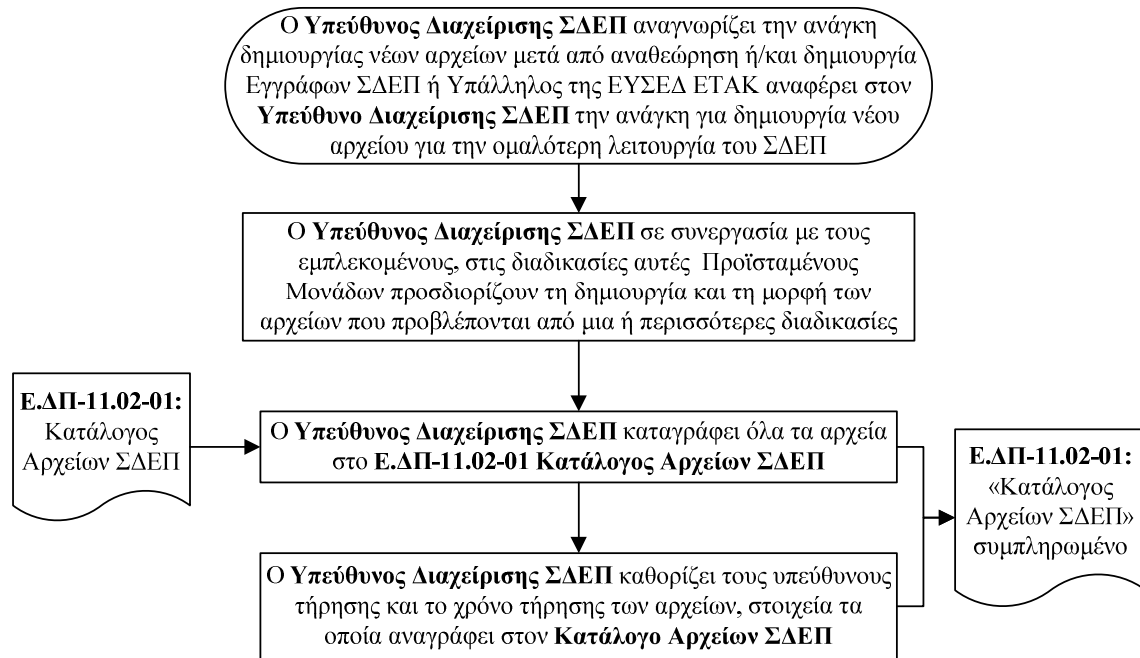 Ο Υπεύθυνος Διαχείρισης ΣΔΕΠ αναγνωρίζει την ανάγκη
δημιουργίας νέων αρχείων μετά από αναθεώρηση ή/και δημιουργία
Εγγράφων ΣΔΕΠ ή Υπάλληλος της ΕΥΣΕΔ ΕΤΑΚ αναφέρει στον
Υπεύθυνο Διαχείρισης ΣΔΕΠ την ανάγκη για δημιουργία νέου
αρχείου για την ομαλότερη λειτουργία του ΣΔΕΠ
Ο Υπεύθυνος Διαχείρισης ΣΔΕΠ σε συνεργασία με τους
εμπλεκομένους, στις διαδικασίες αυτές Προϊσταμένους
Μονάδων προσδιορίζουν τη δημιουργία και τη μορφή των
αρχείων που προβλέπονται από μια ή περισσότερες διαδικασίες
Ε.ΔΠ-11.02-01:
Κατάλογος
Αρχείων ΣΔΕΠ
Ο Υπεύθυνος Διαχείρισης ΣΔΕΠ καταγράφει όλα τα αρχεία
στο Ε.ΔΠ-11.02-01 Κατάλογος Αρχείων ΣΔΕΠ
Ε.ΔΠ-11.02-01:
«Κατάλογος
Αρχείων ΣΔΕΠ»
συμπληρωμένο
Ο Υπεύθυνος Διαχείρισης ΣΔΕΠ καθορίζει τους υπεύθυνους
τήρησης και το χρόνο τήρησης των αρχείων, στοιχεία τα
οποία αναγράφει στον Κατάλογο Αρχείων ΣΔΕΠ